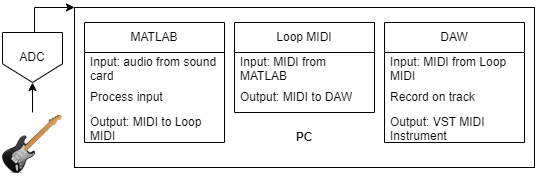 ADC
MATLAB
Input: audio from sound
card
Process input
Output: MIDI to Loop
MIDI
Loop MIDI
Input: MIDI from
MATLAB
Output: MIDI to DAW
DAW
Input: MIDI from Loop
MIDI
Record on track
Output: VST MIDI
Instrument
PC